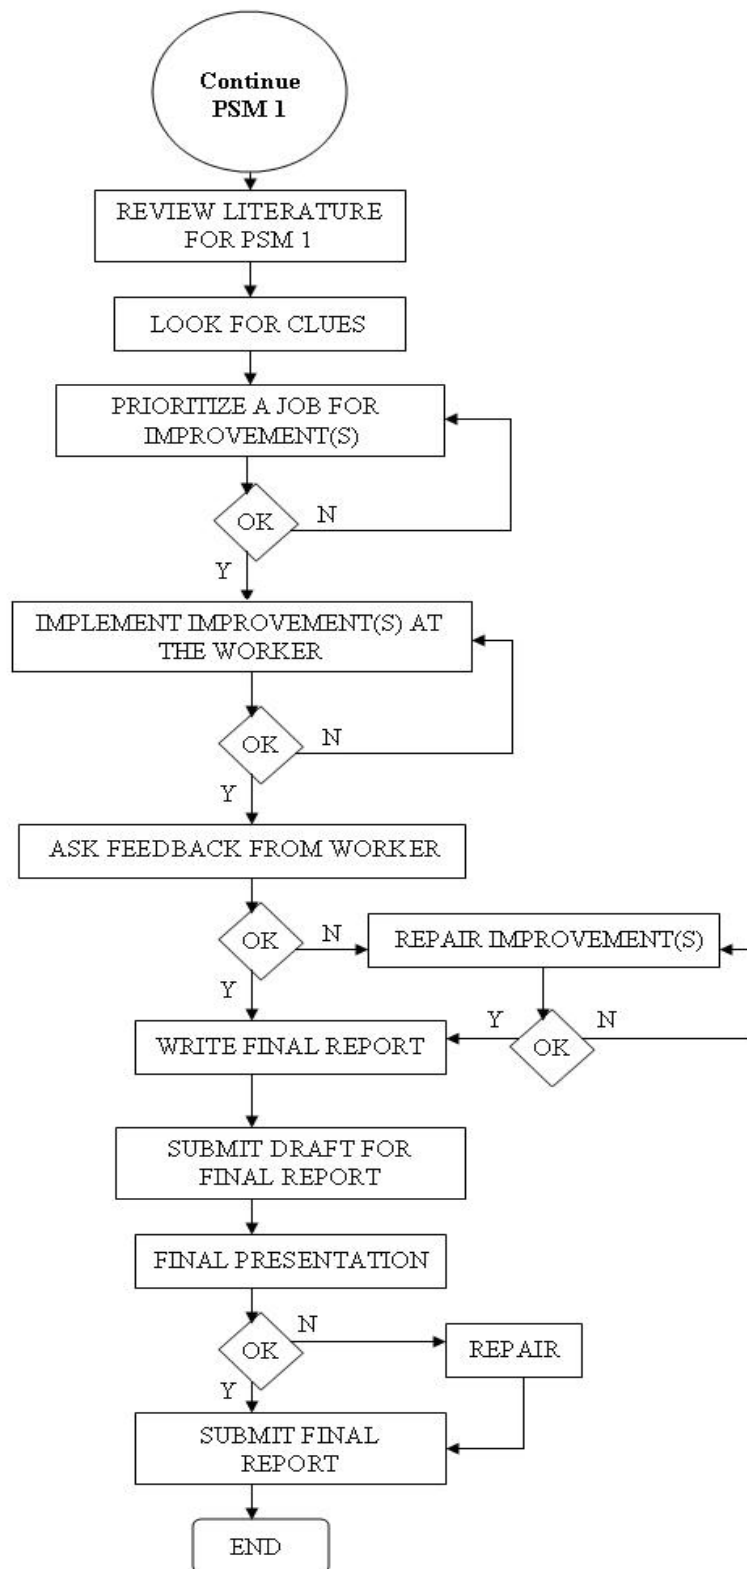 Continue
PSM 1
REVIEW LITERATURE
FOR PSM 1
LOOK FOR CLUES
PRIORITIZE A JOB FOR
IMPROVEMENT(S)
OK
N
Y
IMPLEMENT IMPROVEMENT(S) AT
THE WORKER
OK
N
Y
ASK FEEDBACK FROM WORKER
OK
N
REPAIR IMPROVEMENT(S)
Y
Y
N
OK
WRITE FINAL REPORT
SUBMIT DRAFT FOR
FINAL REPORT
FINAL PRESENTATION
N
OK
REPAIR
Y
SUBMIT FINAL
REPORT
END